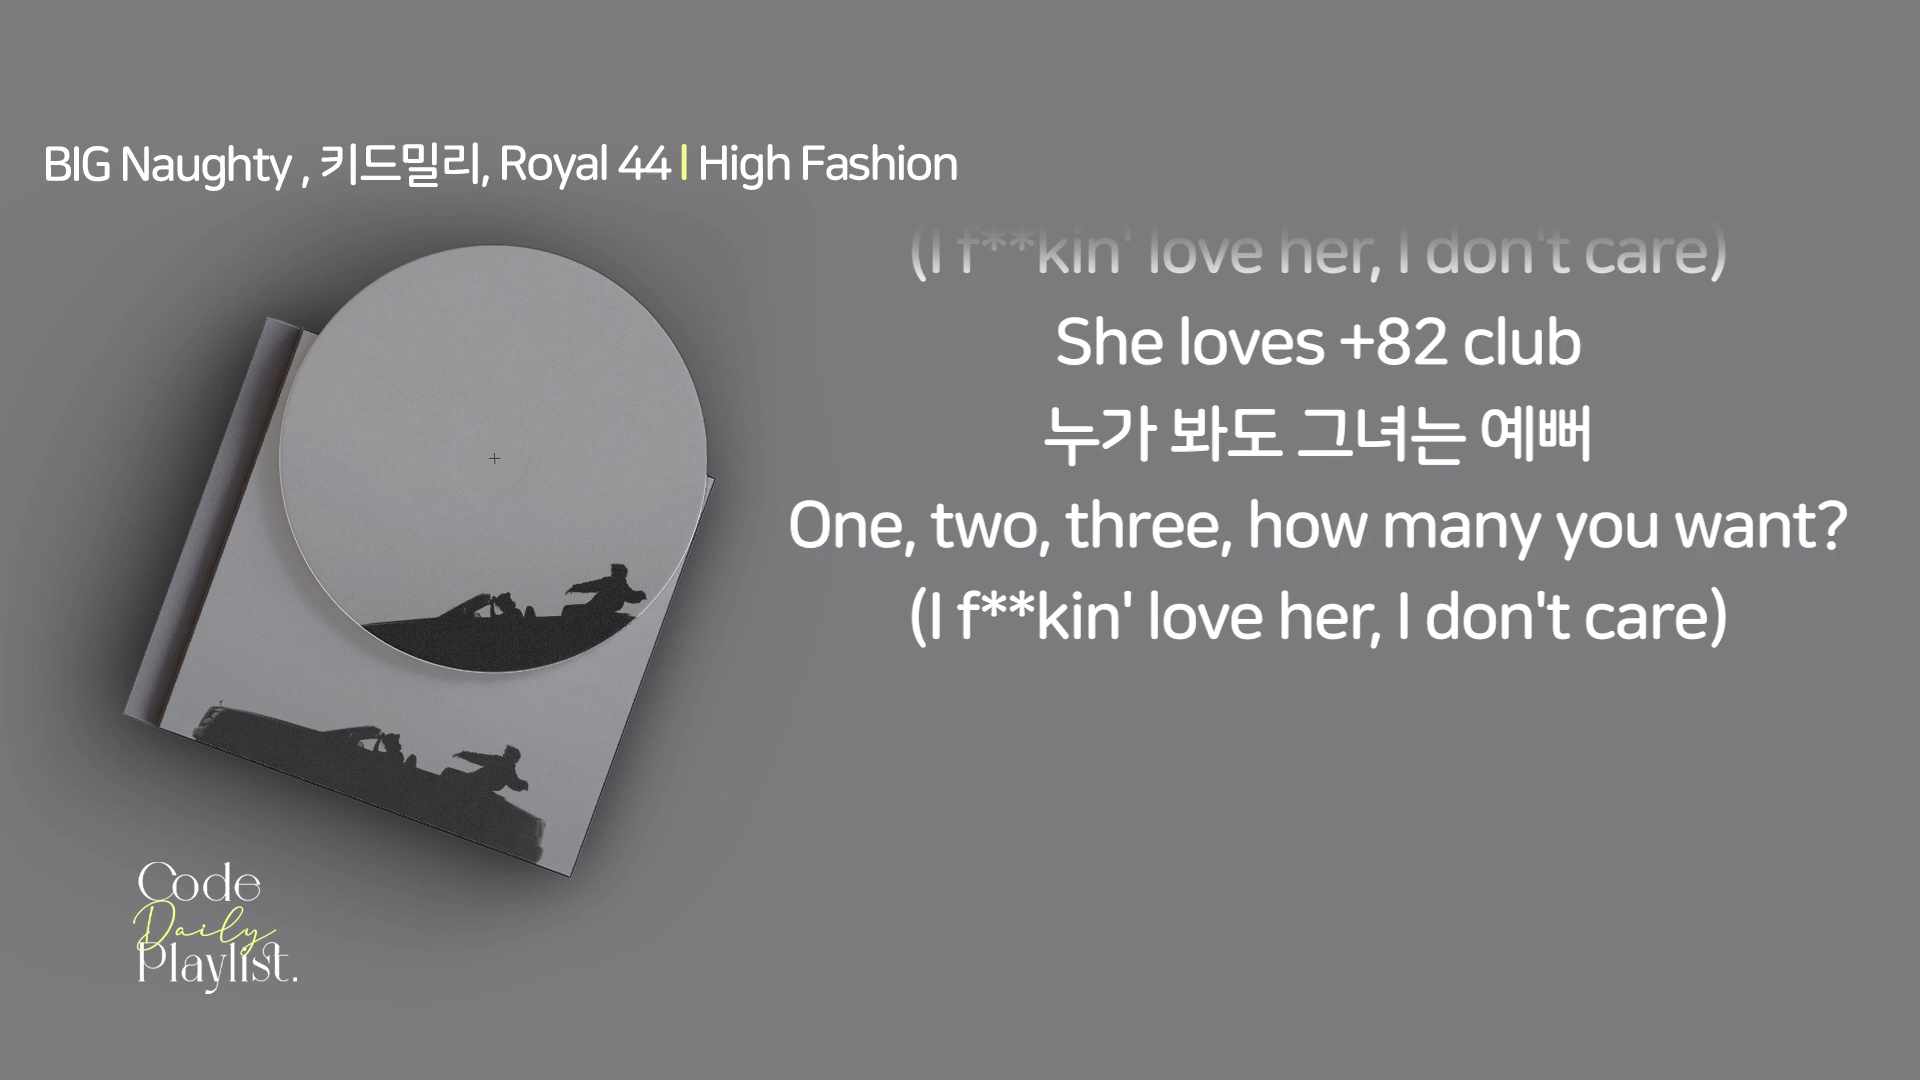 BIG Naughty , 키드밀리, Royal 44 | High Fashion
(I f**kin' love her, I don't care)
She loves +82 club
누가 봐도 그녀는 예뻐
One, two, three, how many you want?
(I f**kin' love her, I don't care)
Code
Daily
Playlist.